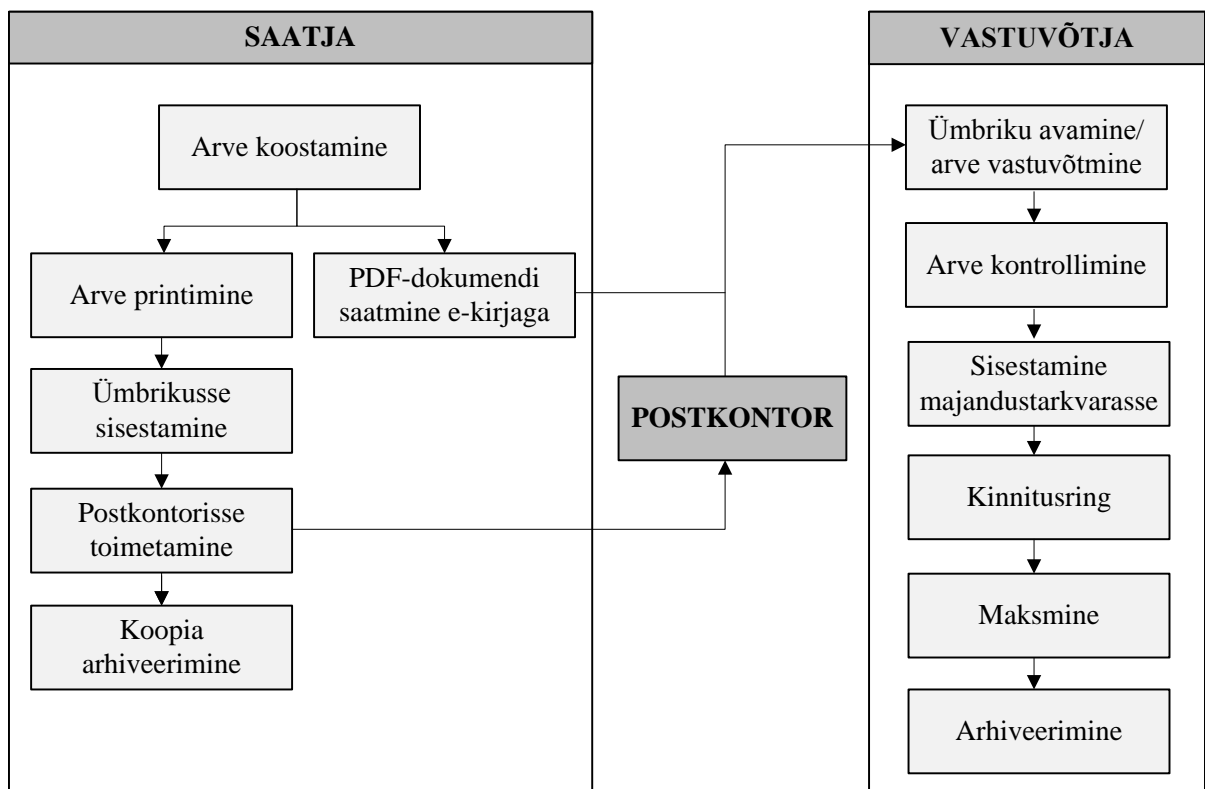 SAATJA
Arve koostamine
Arve printimine
PDF-dokumendi
saatmine e-kirjaga
Ümbrikusse
sisestamine
Postkontorisse
toimetamine
Koopia
arhiveerimine
POSTKONTOR
VASTUVÕTJA
Ümbriku avamine/
arve vastuvõtmine
Arve kontrollimine
Sisestamine
majandustarkvarasse
Kinnitusring
Maksmine
Arhiveerimine